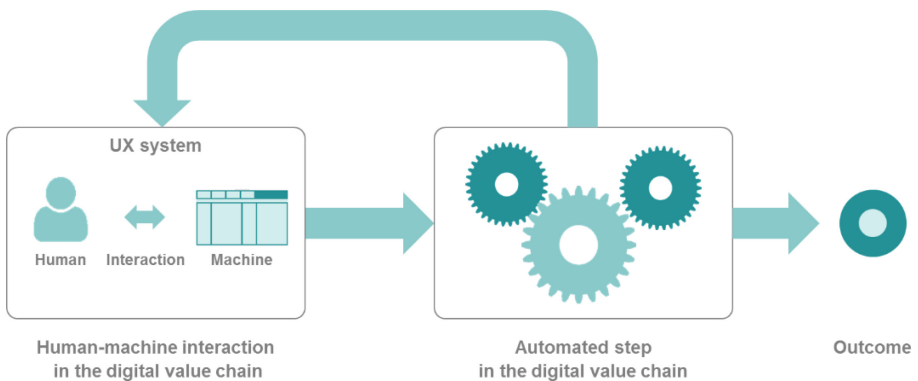 UX system
Human
Interaction
Machine
Human-machine interaction
in the digital value chain
Automated step
in the digital value chain
Outcome